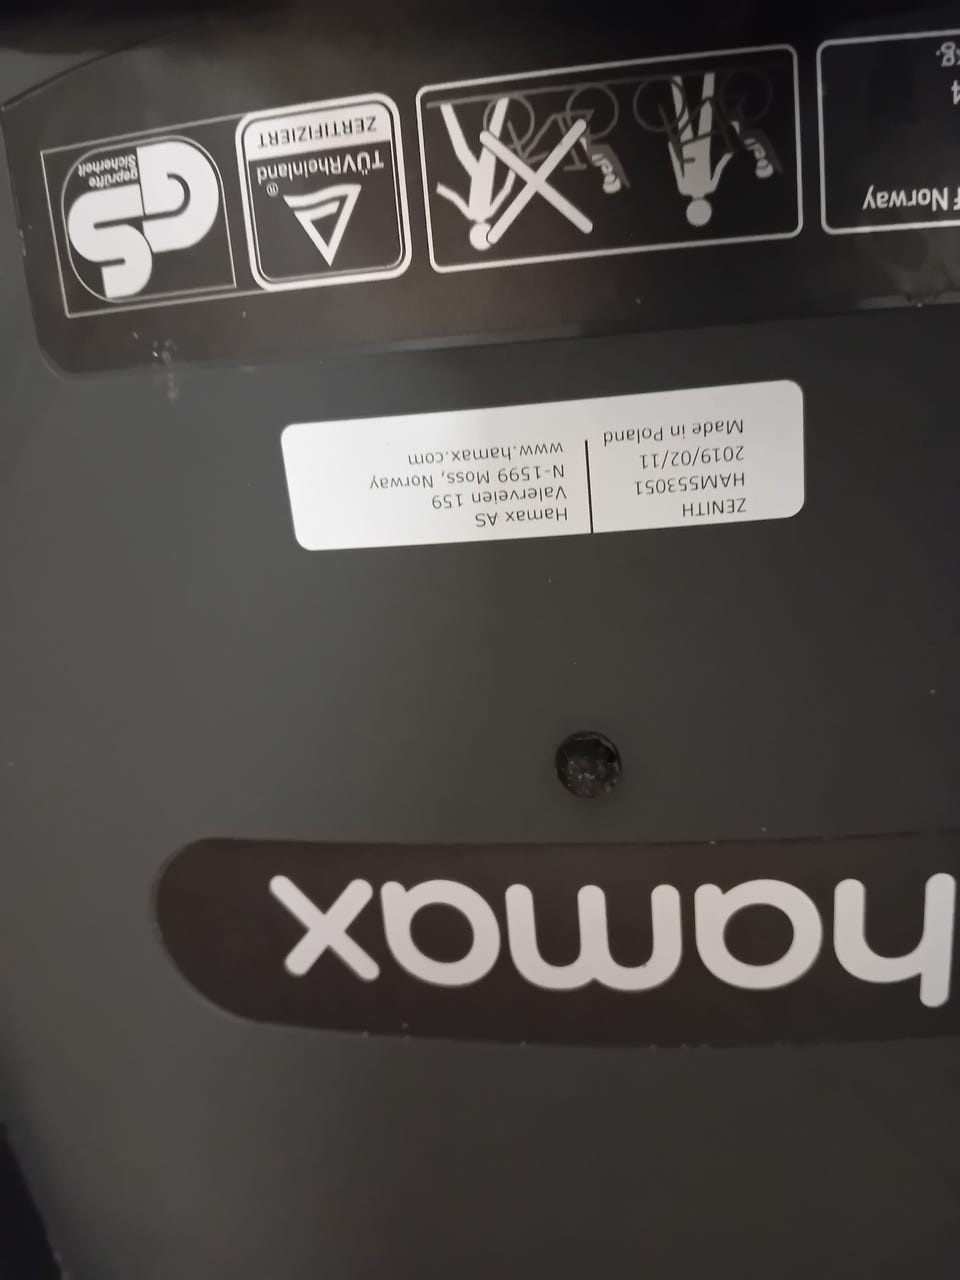 hamax
ZENITH
HAM553051
2019/02/11
Made in Poland
Hamax AS
Valerveien 159
N-1599 Moss, Norway
www.hamax.com
Norway
TÜVRheinland
ZERTIFIZIERT
geprüfte
Sicherheit
GS